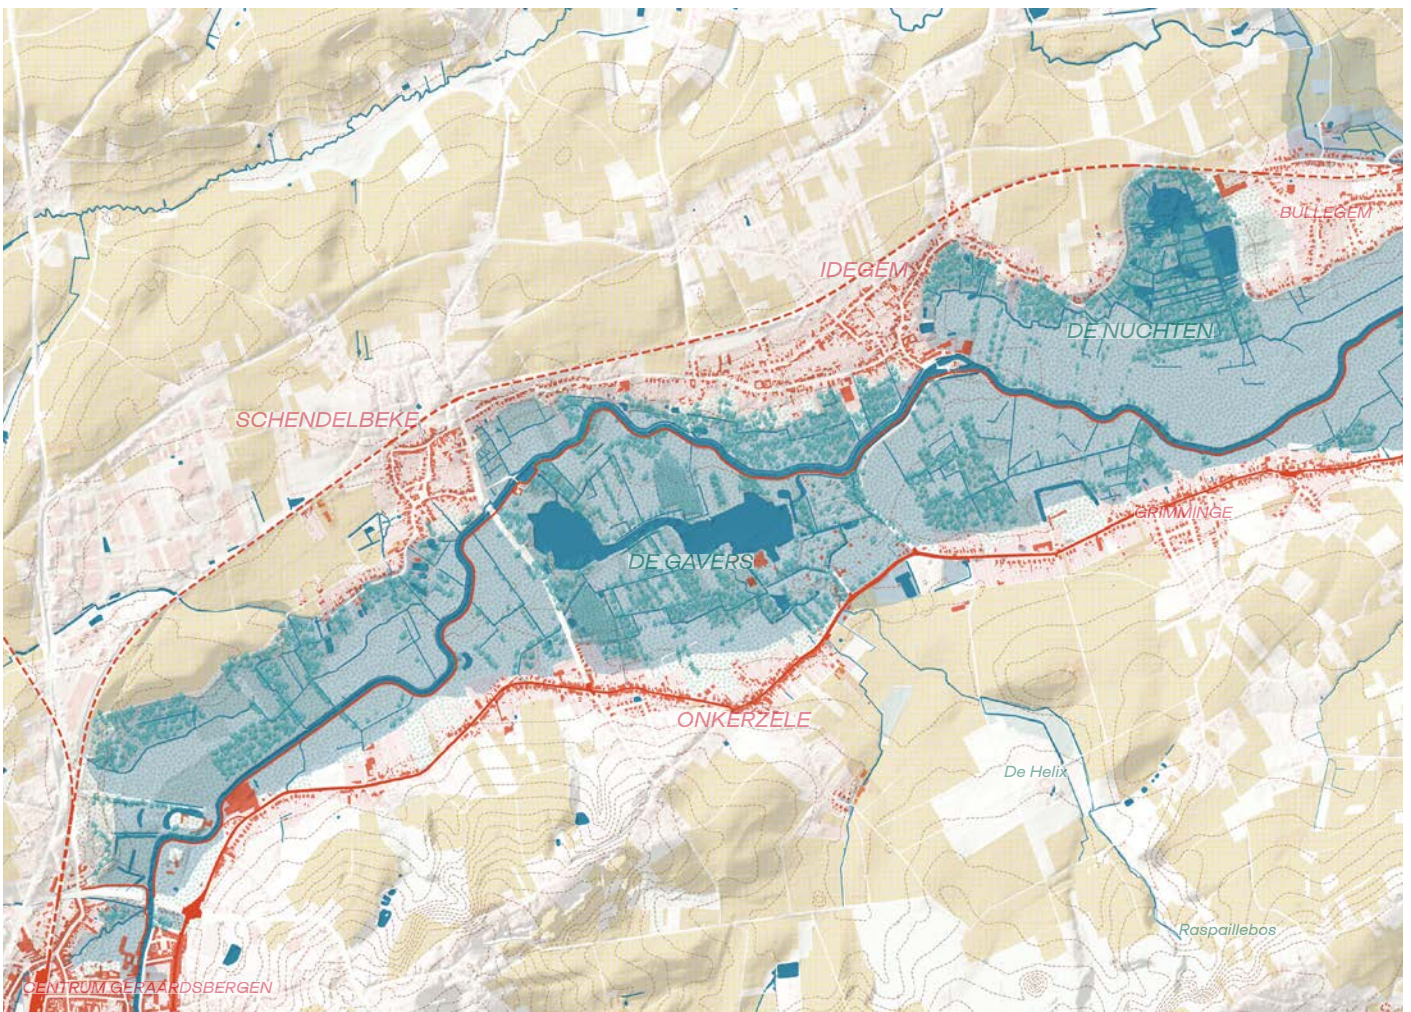 BULLEGEM
IDEGEM
DE NUCHTEN
SCHENDELBEKE
GRIMMINGE
DE GAVERS
ONKERZELE
De Helix
Raspaillebos
CENTRUM GERAARDSBERGEN